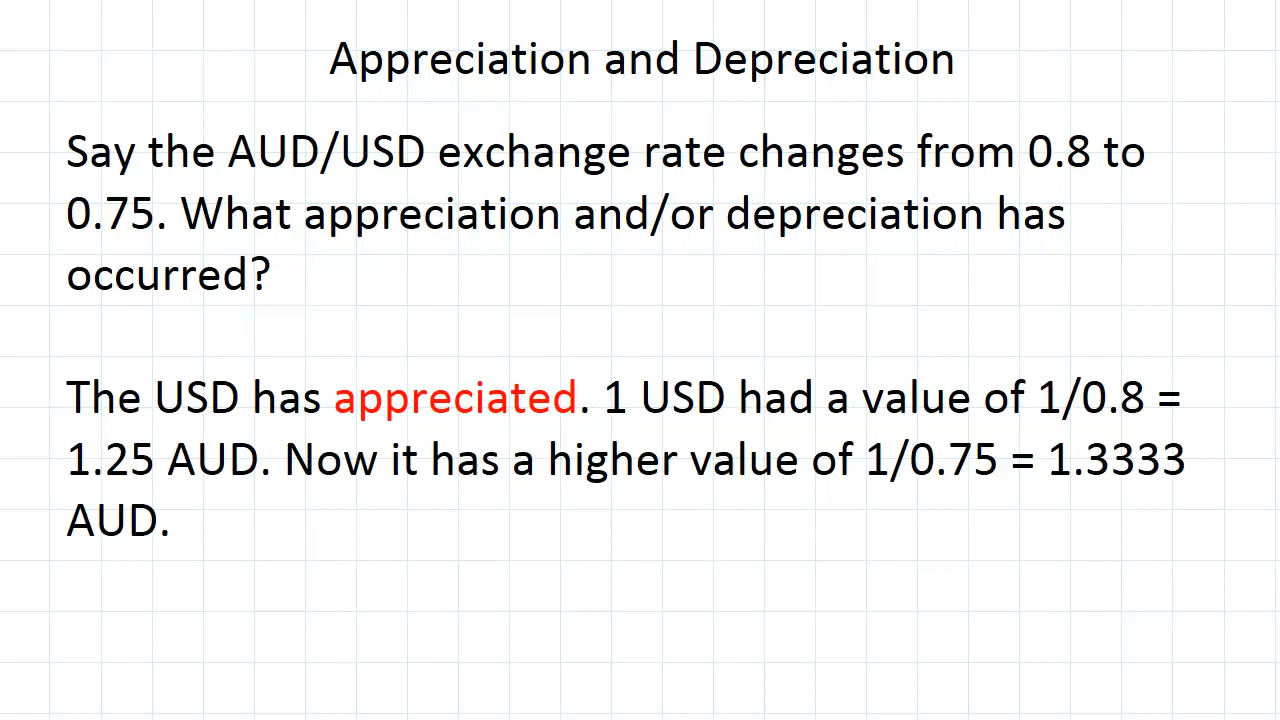 Appreciation and Depreciation
Say the AUD/USD exchange rate changes from 0.8 to
0.75. What appreciation and/or depreciation has
occurred?
The USD has appreciated. 1 USD had a value of 1/0.8 =
1.25 AUD. Now it has a higher value of 1/0.75 = 1.3333
AUD.